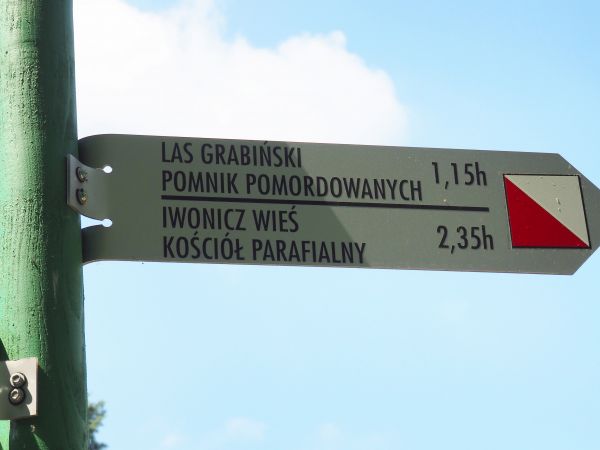 LAS GRABIŃSKI
POMNIK POMORDOWANYCH 1,15h
IWONICZ WIEŚ
KOŚCIÓŁ PARAFIALNY 2,35h